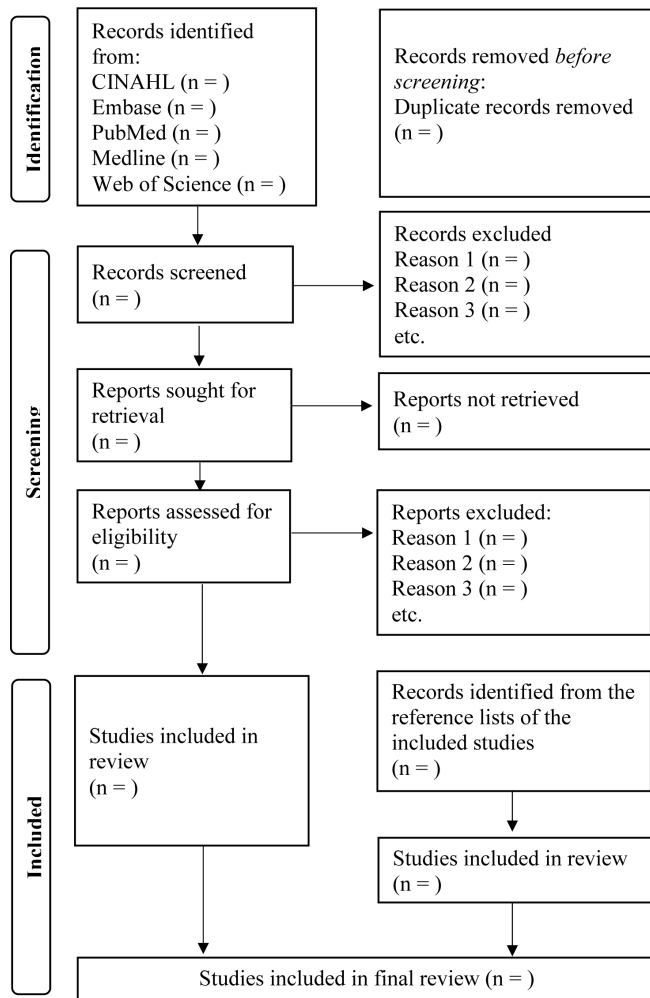 Identification
Records identified
from:
CINAHL (n = )
Embase (n = )
PubMed (n = )
Medline (n = )
Web of Science (n = )
Records removed before
screening:
Duplicate records removed
(n = )
Screening
Records screened
(n = )
Records excluded
Reason 1 (n = )
Reason 2 (n = )
Reason 3 (n = )
etc.
Reports sought for
retrieval
(n = )
Reports not retrieved
(n = )
Reports assessed for
eligibility
(n = )
Reports excluded:
Reason 1 (n = )
Reason 2 (n = )
Reason 3 (n = )
etc.
Included
Studies included in
review
(n = )
Records identified from the
reference lists of the
included studies
(n = )
Studies included in review
(n = )
Studies included in final review (n = )